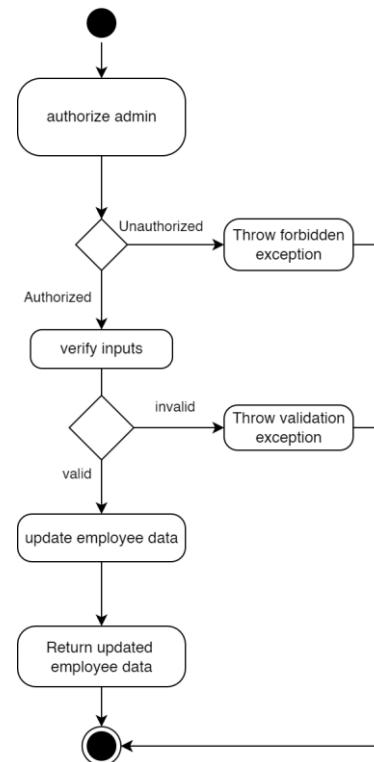 authorize admin
Unauthorized
Throw forbidden
exception
Authorized
verify inputs
invalid
Throw validation
exception
valid
update employee data
Return updated
employee data